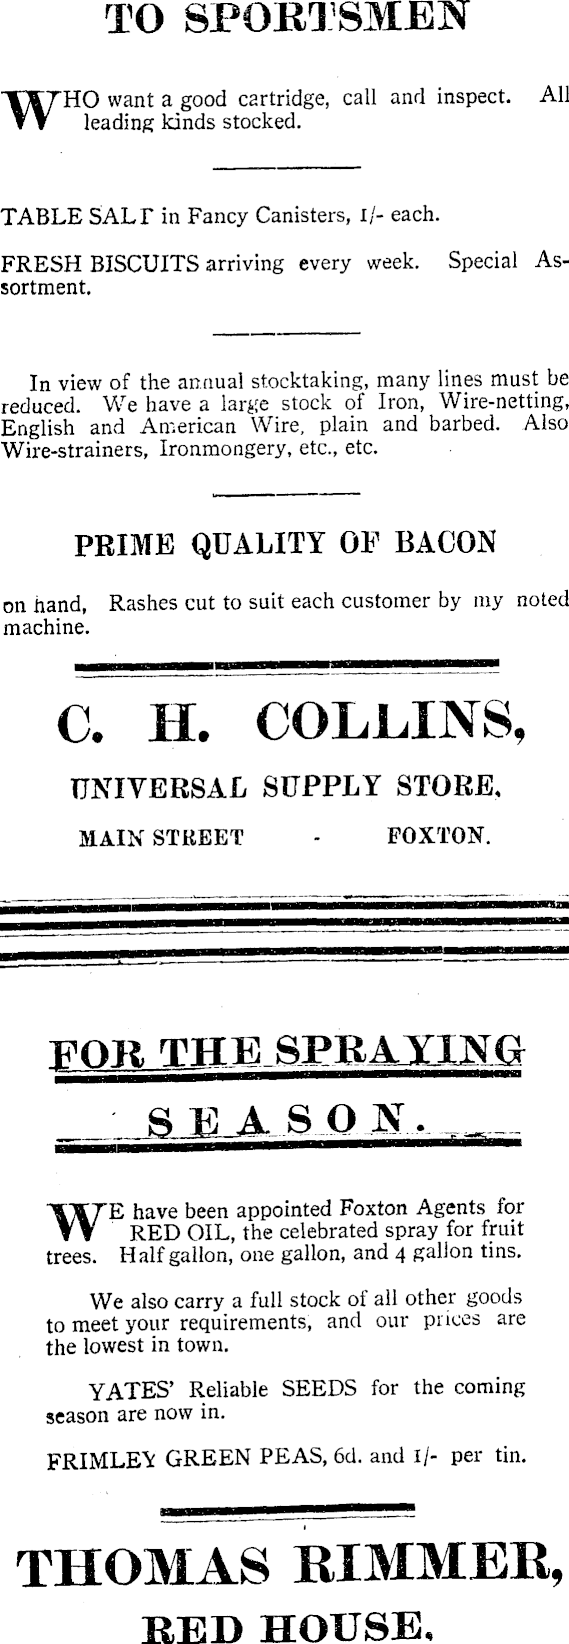 TO SPORTSMEN
WHO want a good cartridge, call and inspect. All
leading kinds stocked.
TABLE SALT in Fancy Canisters, 1/- each.
FRESH BISCUITS arriving every week. Special As-
sortment.
In view of the annual stocktaking, many lines must be
reduced. We have a large stock of Iron, Wire-netting,
English and American Wire, plain and barbed. Also
Wire-strainers, Ironmongery, etc., etc.
PRIME QUALITY OF BACON
on hand, Rashes cut to suit each customer by my noted
machine.
C. H. COLLINS,
UNIVERSAL SUPPLY STORE,
MAIN STREET - FOXTON.
FOR THE SPRAYING
SEASON.
WE have been appointed Foxton Agents for
RED OIL, the celebrated spray for fruit
trees. Half gallon, one gallon, and 4 gallon tins.
We also carry a full stock of all other goods
to meet your requirements, and our prices are
the lowest in town.
YATES' Reliable SEEDS for the coming
season are now in.
FRIMLEY GREEN PEAS, 6d. and 1/- per tin.
THOMAS RIMMER,
RED HOUSE,